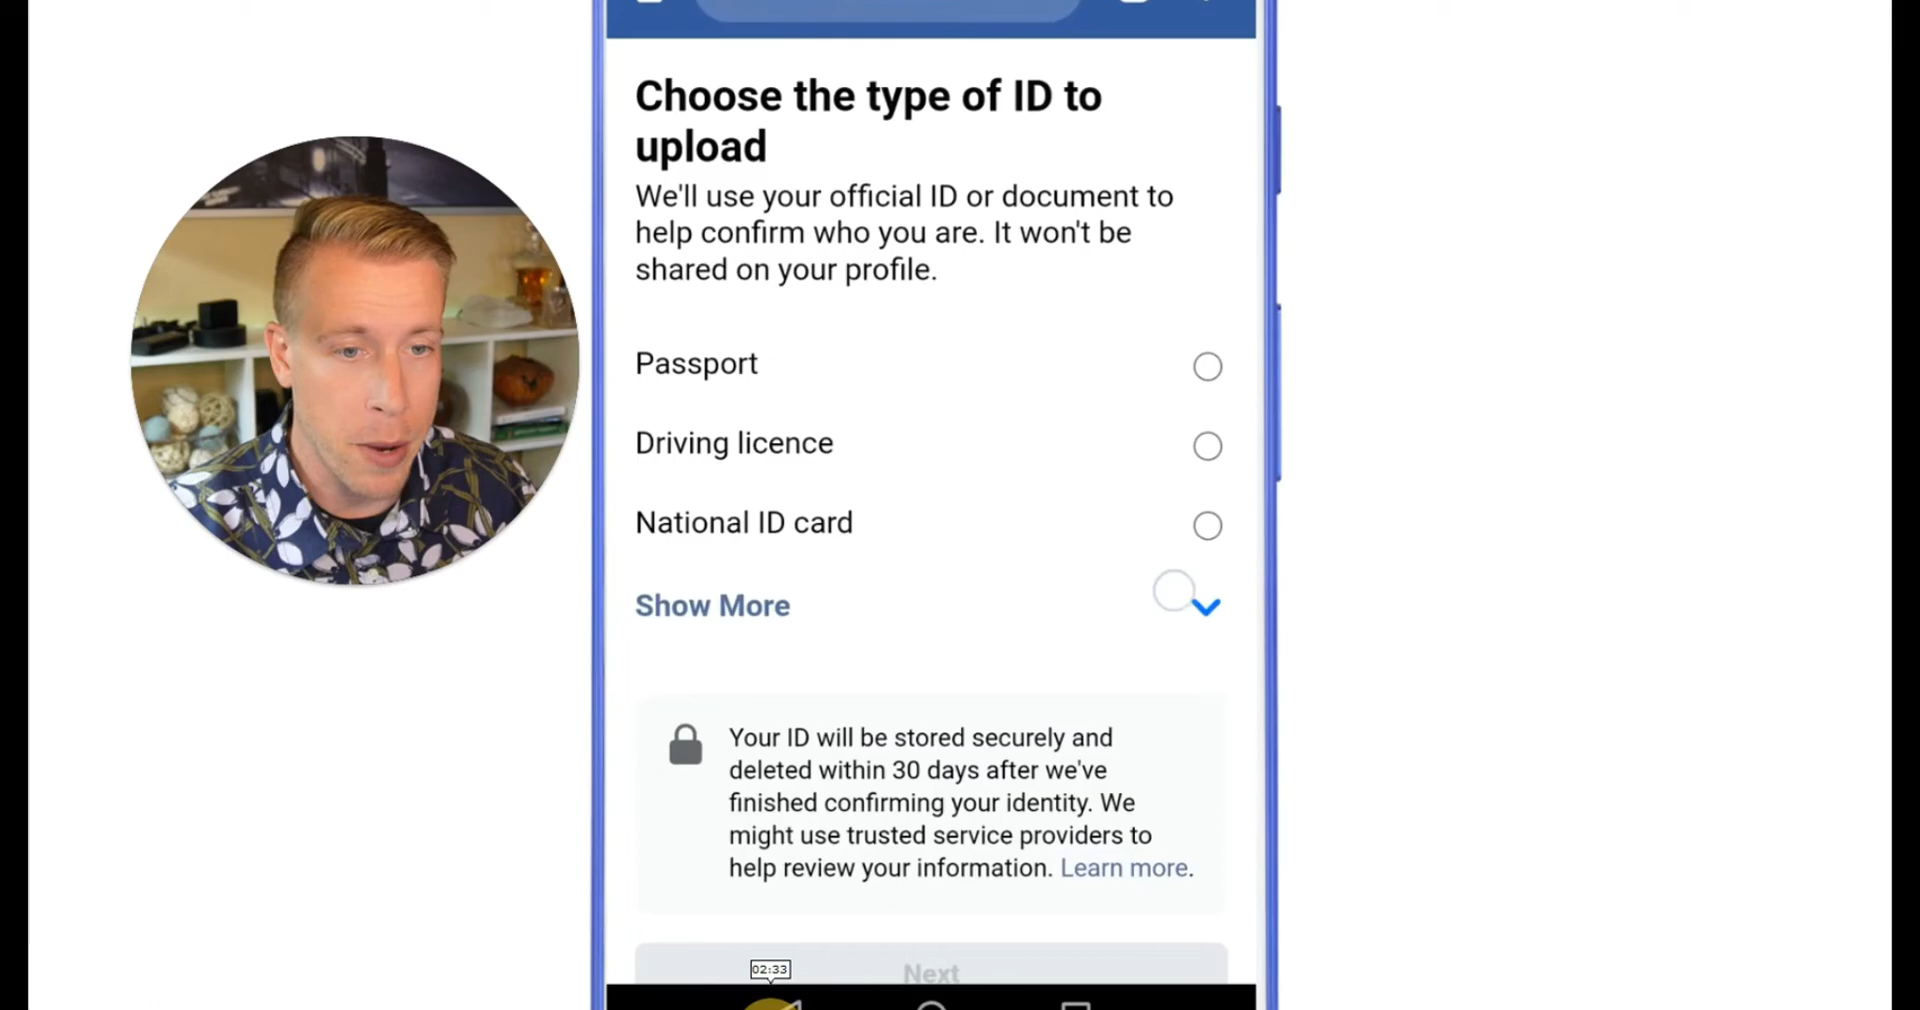 Choose the type of ID to
upload
We'll use your official ID or document to
help confirm who you are. It won't be
shared on your profile.
Passport
Driving licence
National ID card
Show More
Your ID will be stored securely and
deleted within 30 days after we've
finished confirming your identity. We
might use trusted service providers to
help review your information. Learn more.
Next
02:33